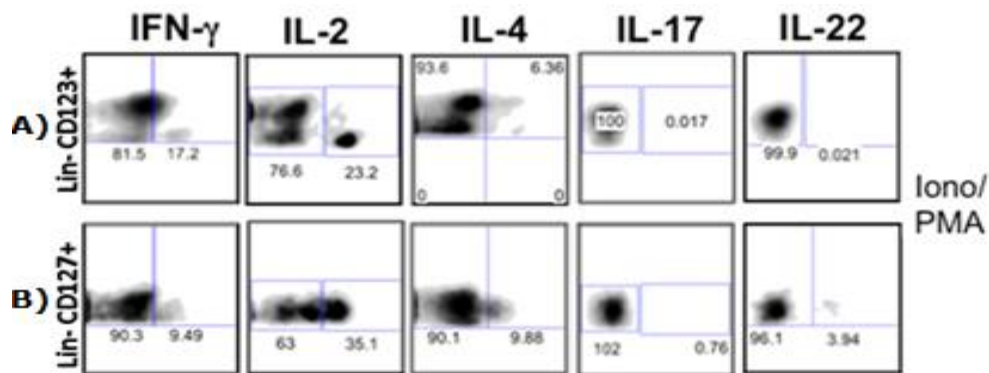 IFN-γ IL-2 IL-4 IL-17 IL-22
A) Lin- CD123+
93.6 6.36
100 0.017
81.5 17.2
76.6 23.2
99.9 0.021
0 0
Iono/
PMA
B) Lin- CD127+
90.3 9.49
63 35.1
90.1 9.88
102 0.76
96.1 3.94